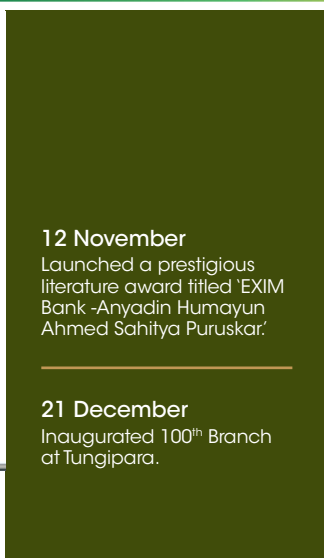 12 November
Launched a prestigious
literature award titled ‘EXIM
Bank -Anyadin Humayun
Ahmed Sahitya Puruskar.’
21 December
Inaugurated 100th Branch
at Tungipara.